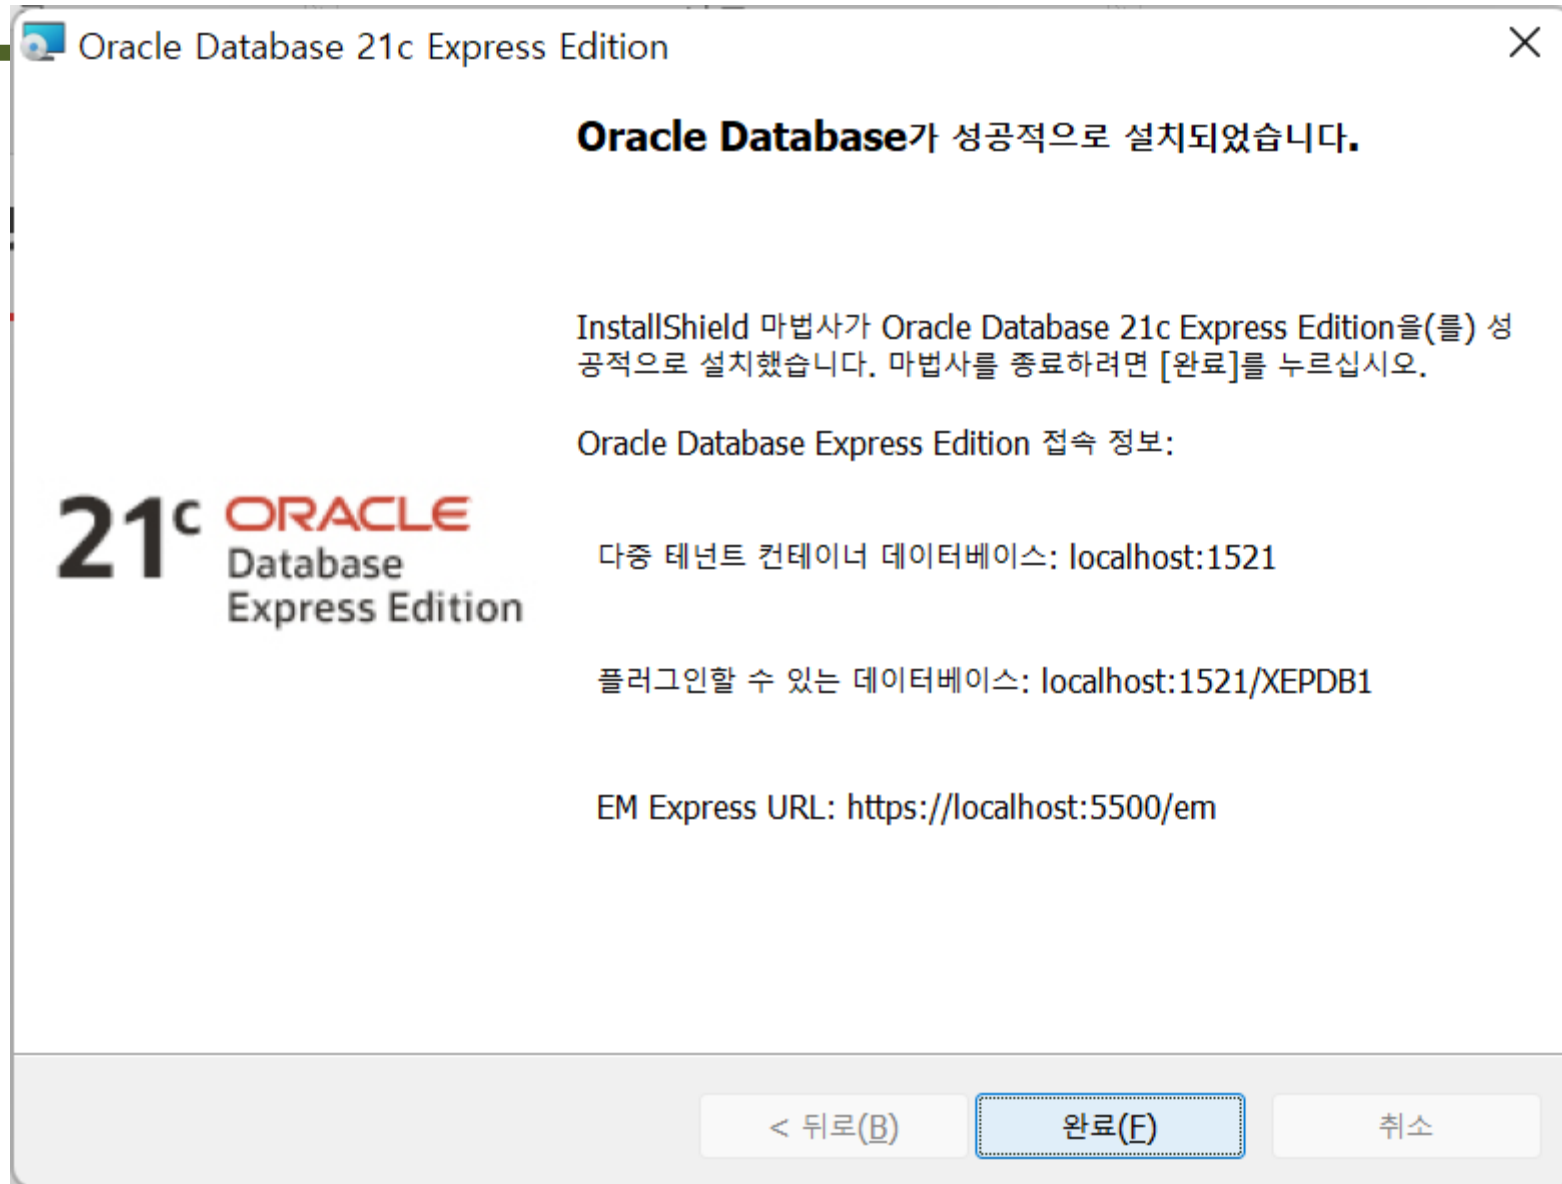 Oracle Database 21c Express Edition
Oracle Database가 성공적으로 설치되었습니다.
InstallShield 마법사가 Oracle Database 21c Express Edition을(를) 성
공적으로 설치했습니다. 마법사를 종료하려면 [완료]를 누르십시오.
Oracle Database Express Edition 접속 정보:
21c ORACLE
Database
Express Edition
다중 테넌트 컨테이너 데이터베이스: localhost:1521
플러그인할 수 있는 데이터베이스: localhost:1521/XEPDB1
EM Express URL: https://localhost:5500/em
< 뒤로(B)
완료(F)
취소